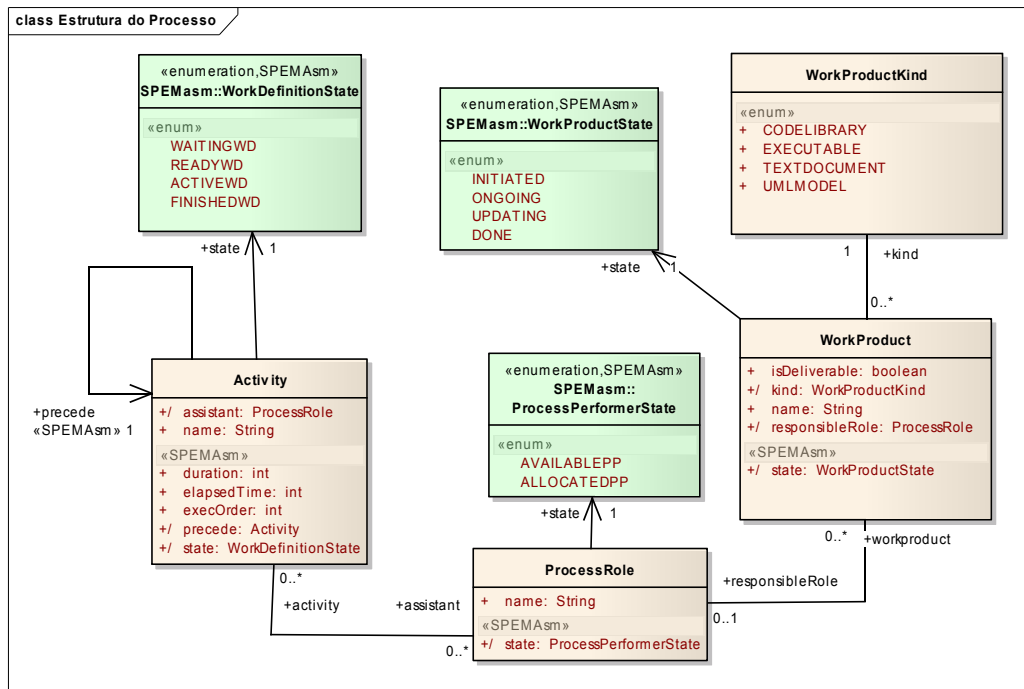 class Estrutura do Processo
«enumeration,SPEMAsm»
SPEMasm::WorkDefinitionState
«enum»
WAITINGWD
READYWD
ACTIVEWD
FINISHEDWD
+state
1
«enumeration,SPEMAsm»
SPEMasm::WorkProductState
«enum»
INITIATED
ONGOING
UPDATING
DONE
+state
1
WorkProductKind
«enum»
+ CODELIBRARY
+ EXECUTABLE
+ TEXTDOCUMENT
+ UMLMODEL
1
+kind
0..*
WorkProduct
+ isDeliverable: boolean
+/ kind: WorkProductKind
+ name: String
+/ responsibleRole: ProcessRole
«SPEMAsm»
+/ state: WorkProductState
0..*
+workproduct
Activity
+/ assistant: ProcessRole
+ name: String
«SPEMAsm»
+ duration: int
+ elapsedTime: int
+ execOrder: int
+/ precede: Activity
+/ state: WorkDefinitionState
+precede
«SPEMAsm» 1
0..*
+activity
«enumeration,SPEMAsm»
SPEMasm::
ProcessPerformerState
«enum»
AVAILABLEPP
ALLOCATEDPP
+state
1
ProcessRole
+ name: String
«SPEMAsm»
+/ state: ProcessPerformerState
+assistant
0..*
+responsibleRole
0..1